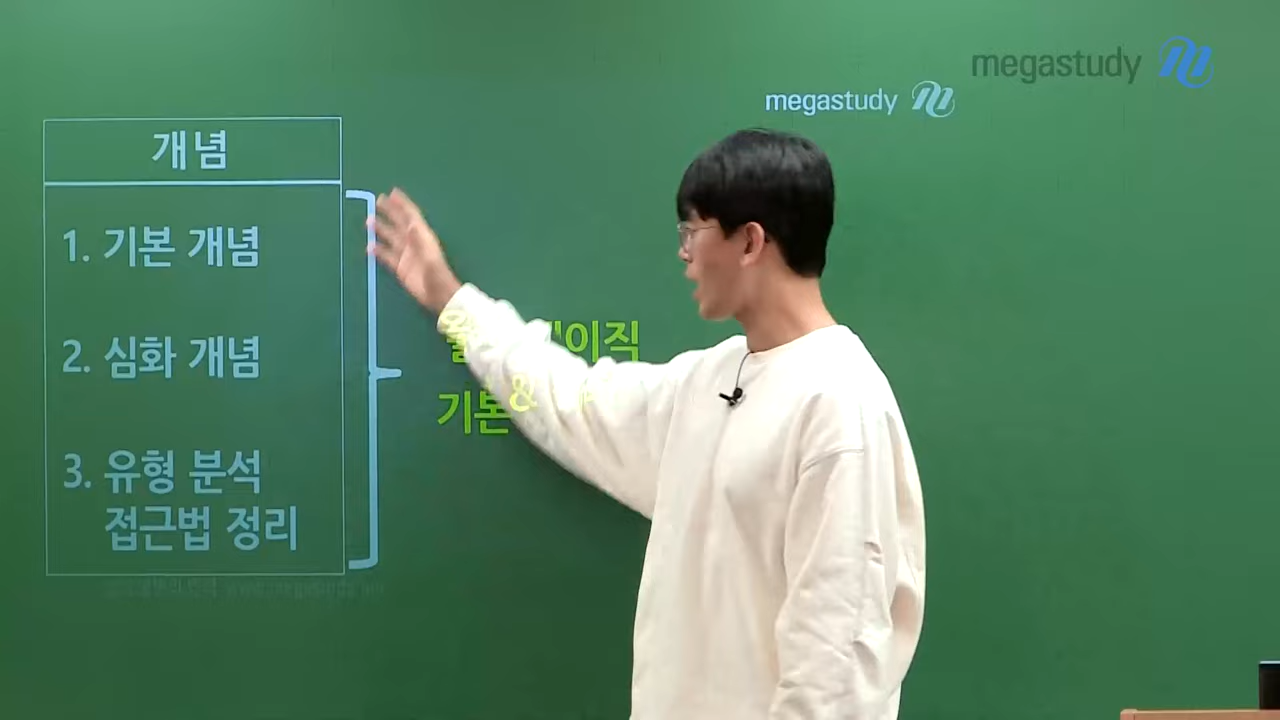 megastudy
megastudy
개념
1. 기본 개념
2. 심화 개념
3. 유형 분석
접근법 정리
이직
기본 &